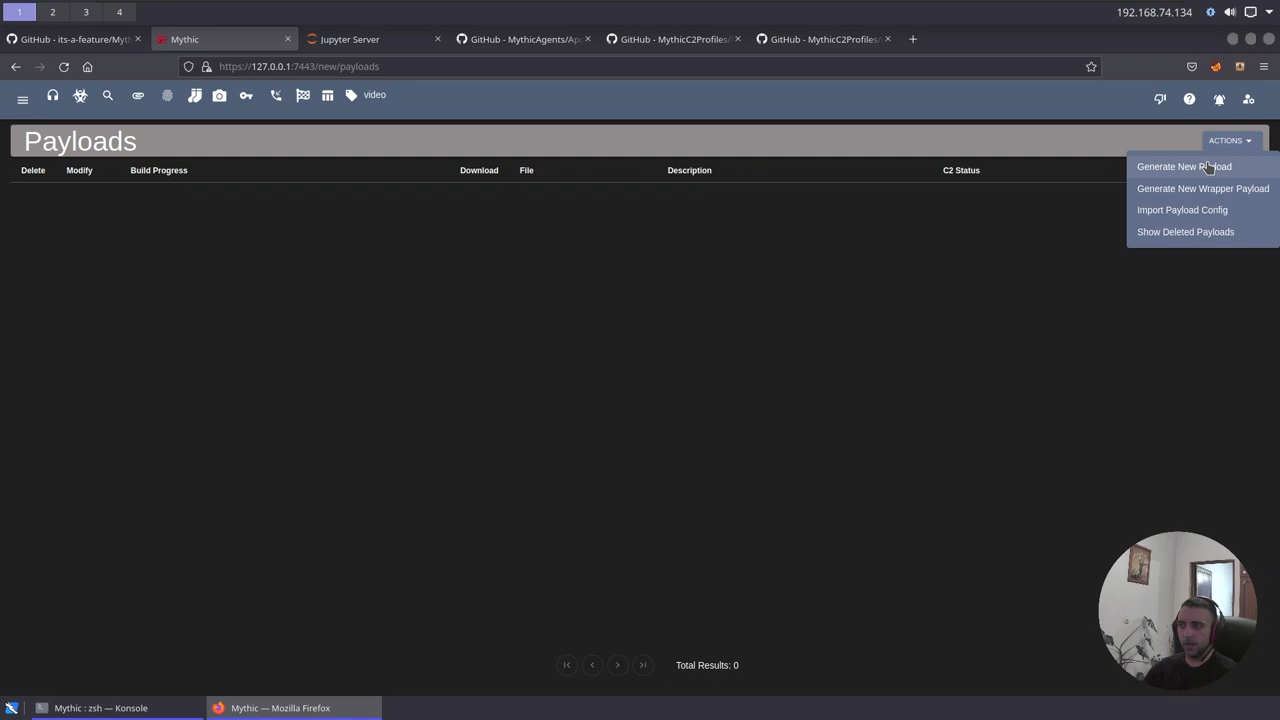 1 2 3 4 192.168.74.134
GitHub - its-a-feature/Myth Mythic Jupyter Server GitHub - MythicAgents/Apo GitHub - MythicC2Profiles/ GitHub - MythicC2Profiles/
https://127.0.0.1:7443/new/payloads
video
Payloads
ACTIONS
Delete Modify Build Progress Download File Description C2 Status
Generate New Payload
Generate New Wrapper Payload
Import Payload Config
Show Deleted Payloads
Total Results: 0
Mythic : zsh — Konsole Mythic — Mozilla Firefox